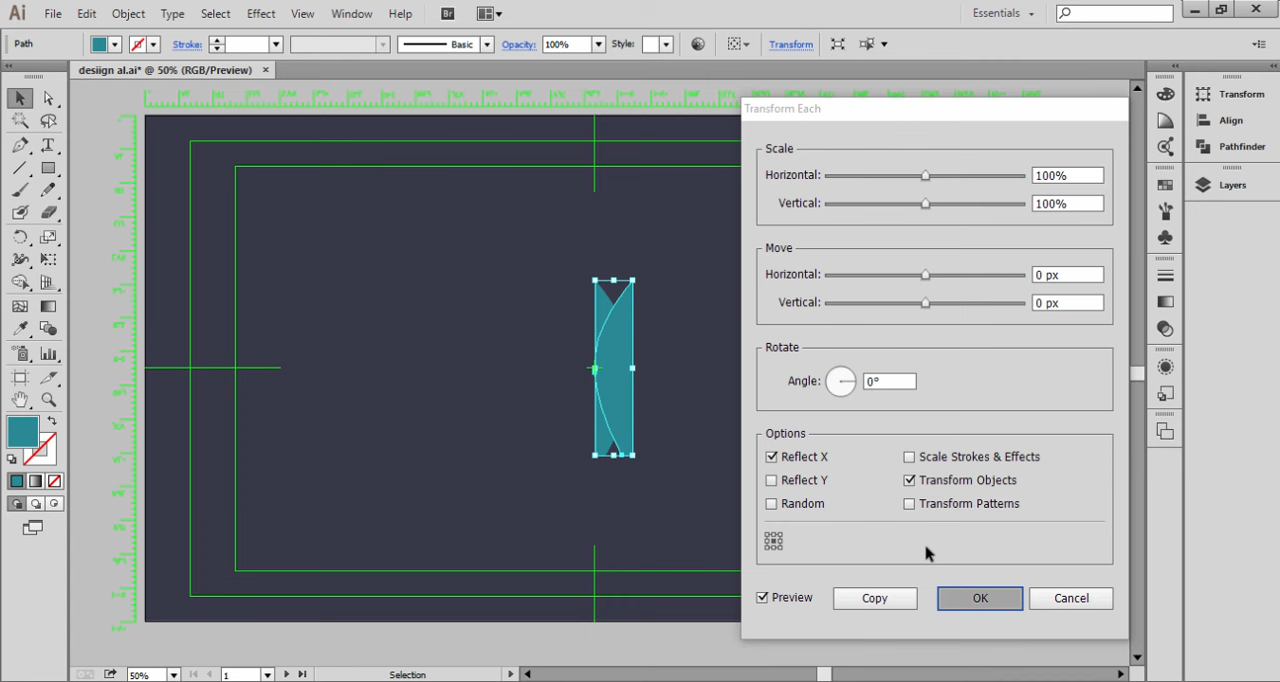 Ai File Edit Object Type Select Effect View Window Help Br Essentials
Path Stroke: Basic Opacity: 100% Style: Transform
desiign al.ai* @ 50% (RGB/Preview) ×
Transform Each
Transform
Align
Pathfinder
Layers
Scale
Horizontal: 100%
Vertical: 100%
Move
Horizontal: 0 px
Vertical: 0 px
Rotate
Angle: 0°
Options
Reflect X Scale Strokes & Effects
Reflect Y Transform Objects
Random Transform Patterns
Preview Copy OK Cancel
50% 1 Selection